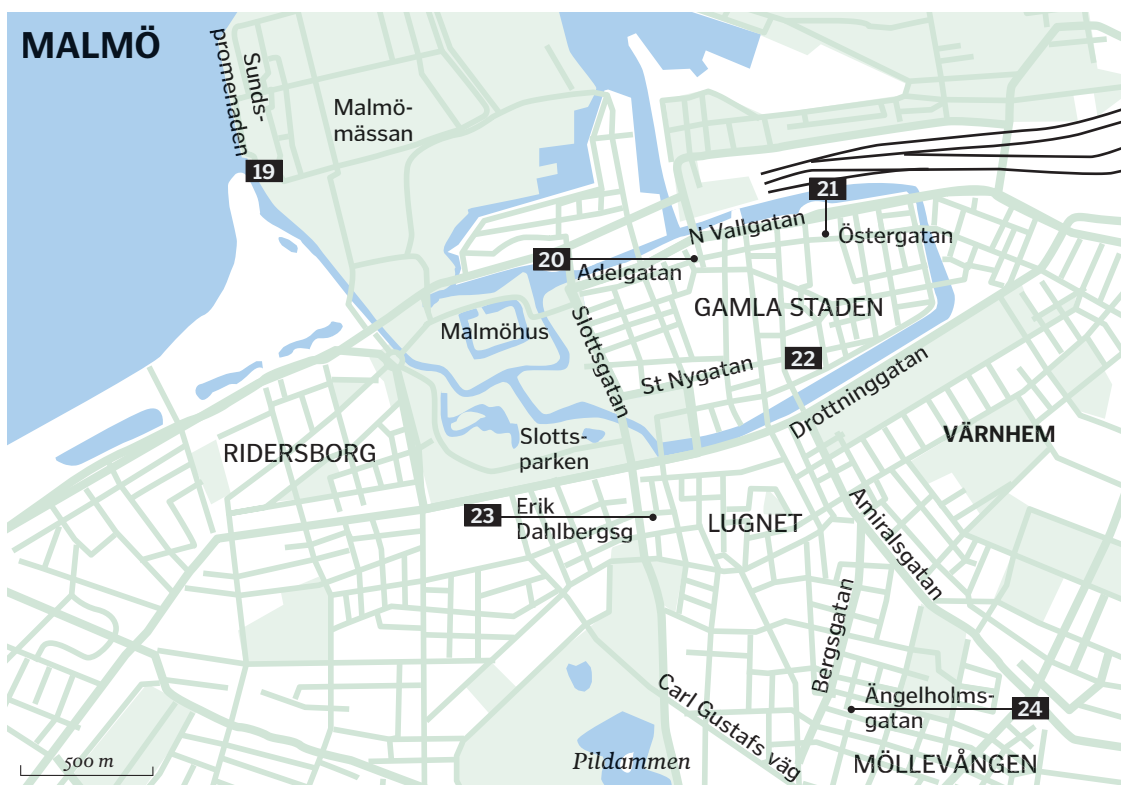 MALMÖ
Sunds-
promenaden
Malmö-
mässan
19
21
N Vallgatan
Östergatan
20
Adelgatan
GAMLA STADEN
Malmöhus
Slottsgatan
22
St Nygatan
Drottninggatan
VÄRNHEM
RIDERSBORG
Slotts-
parken
23
Erik
Dahlbergsg
LUGNET
Amiralsgatan
Bergsgatan
Carl Gustafs väg
Ängelholms-
gatan
24
500 m
Pildammen
MÖLLEVÅNGEN